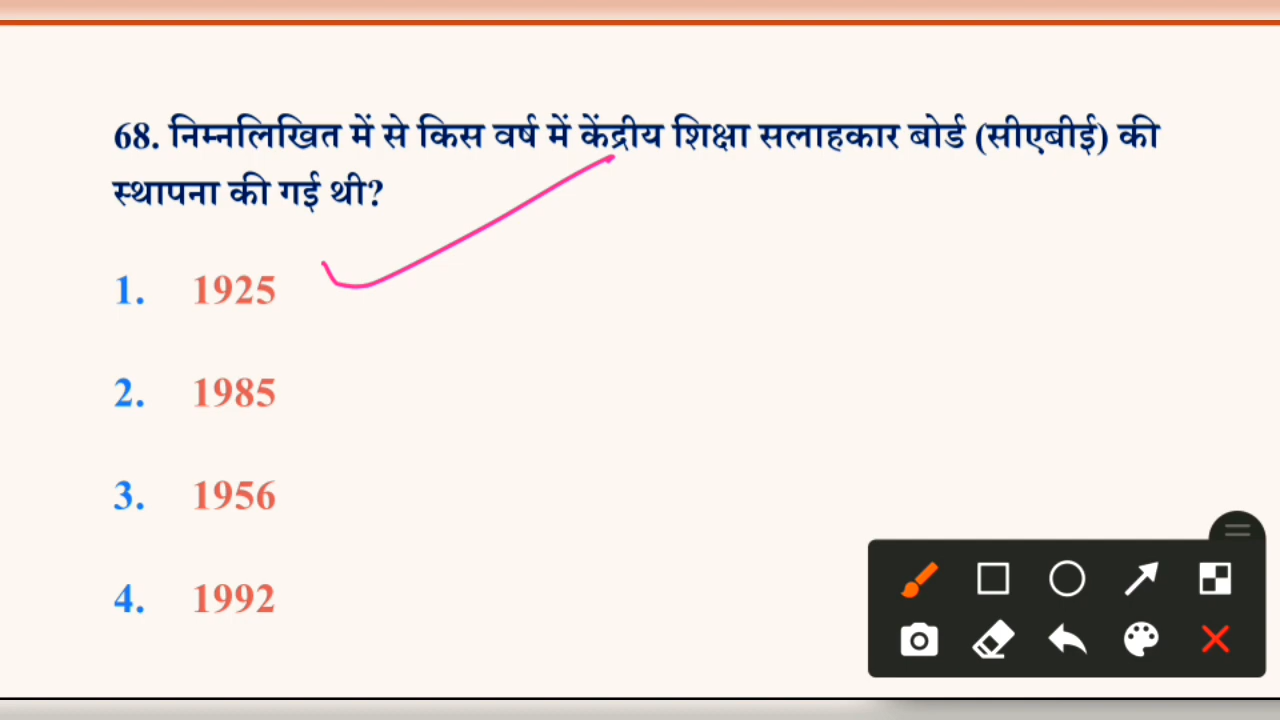 68. निम्नलिखित में से किस वर्ष में केंद्रीय शिक्षा सलाहकार बोर्ड (सीएबीई) की
स्थापना की गई थी?
1. 1925
2. 1985
3. 1956
4. 1992